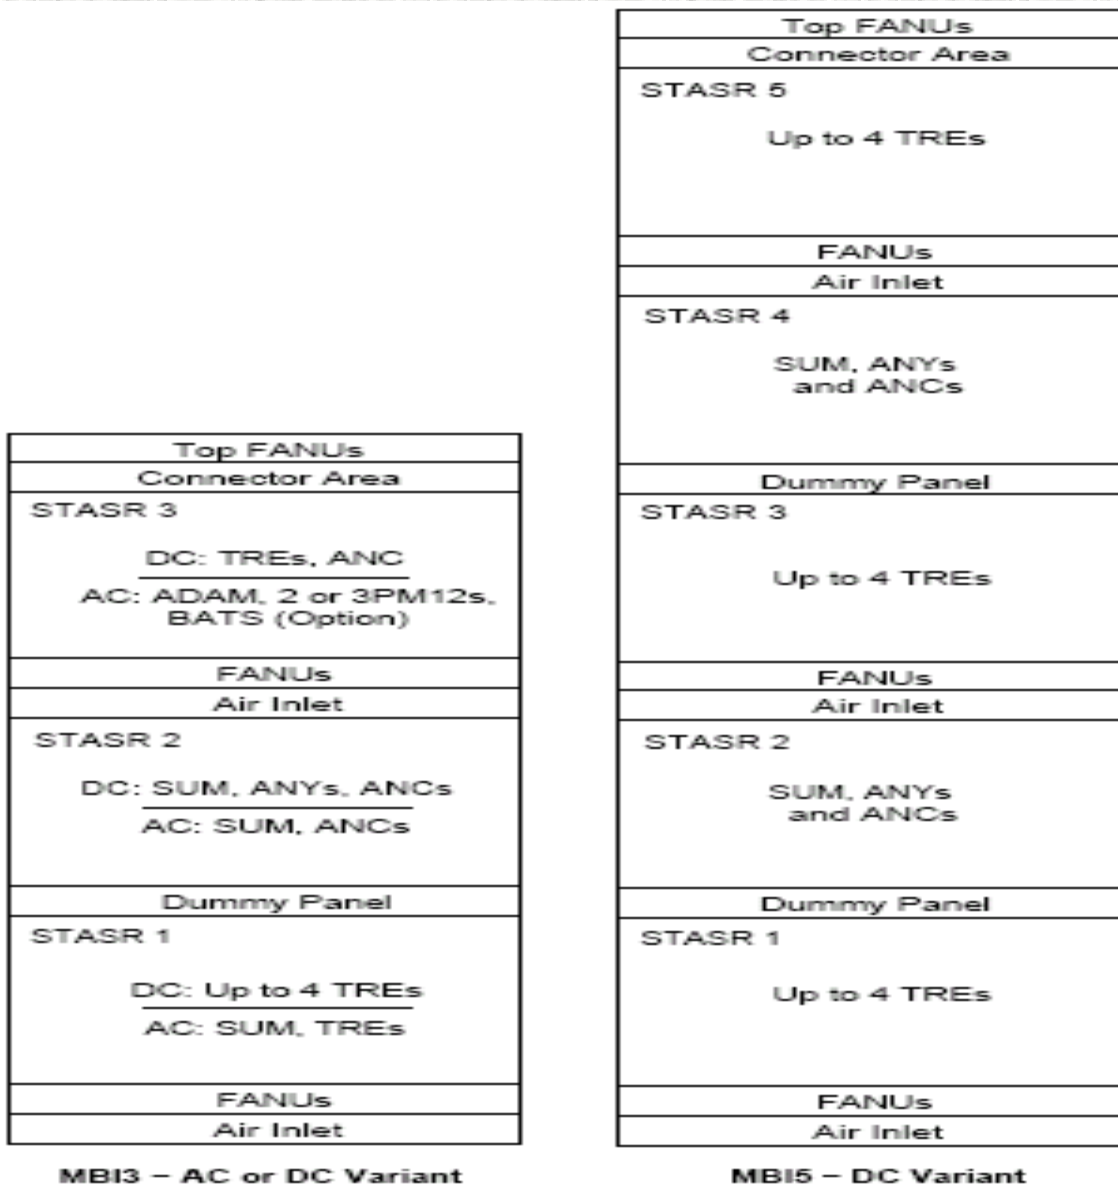 Top FANUs
Connector Area
STASR 3
DC: TREs, ANC
AC: ADAM, 2 or 3PM12s,
BATS (Option)
FANUs
Air Inlet
STASR 2
DC: SUM, ANYs, ANCs
AC: SUM, ANCs
Dummy Panel
STASR 1
DC: Up to 4 TREs
AC: SUM, TREs
FANUs
Air Inlet
MBI3 – AC or DC Variant
Top FANUs
Connector Area
STASR 5
Up to 4 TREs
FANUs
Air Inlet
STASR 4
SUM, ANYs
and ANCs
Dummy Panel
STASR 3
Up to 4 TREs
FANUs
Air Inlet
STASR 2
SUM, ANYs
and ANCs
Dummy Panel
STASR 1
Up to 4 TREs
FANUs
Air Inlet
MBI5 – DC Variant